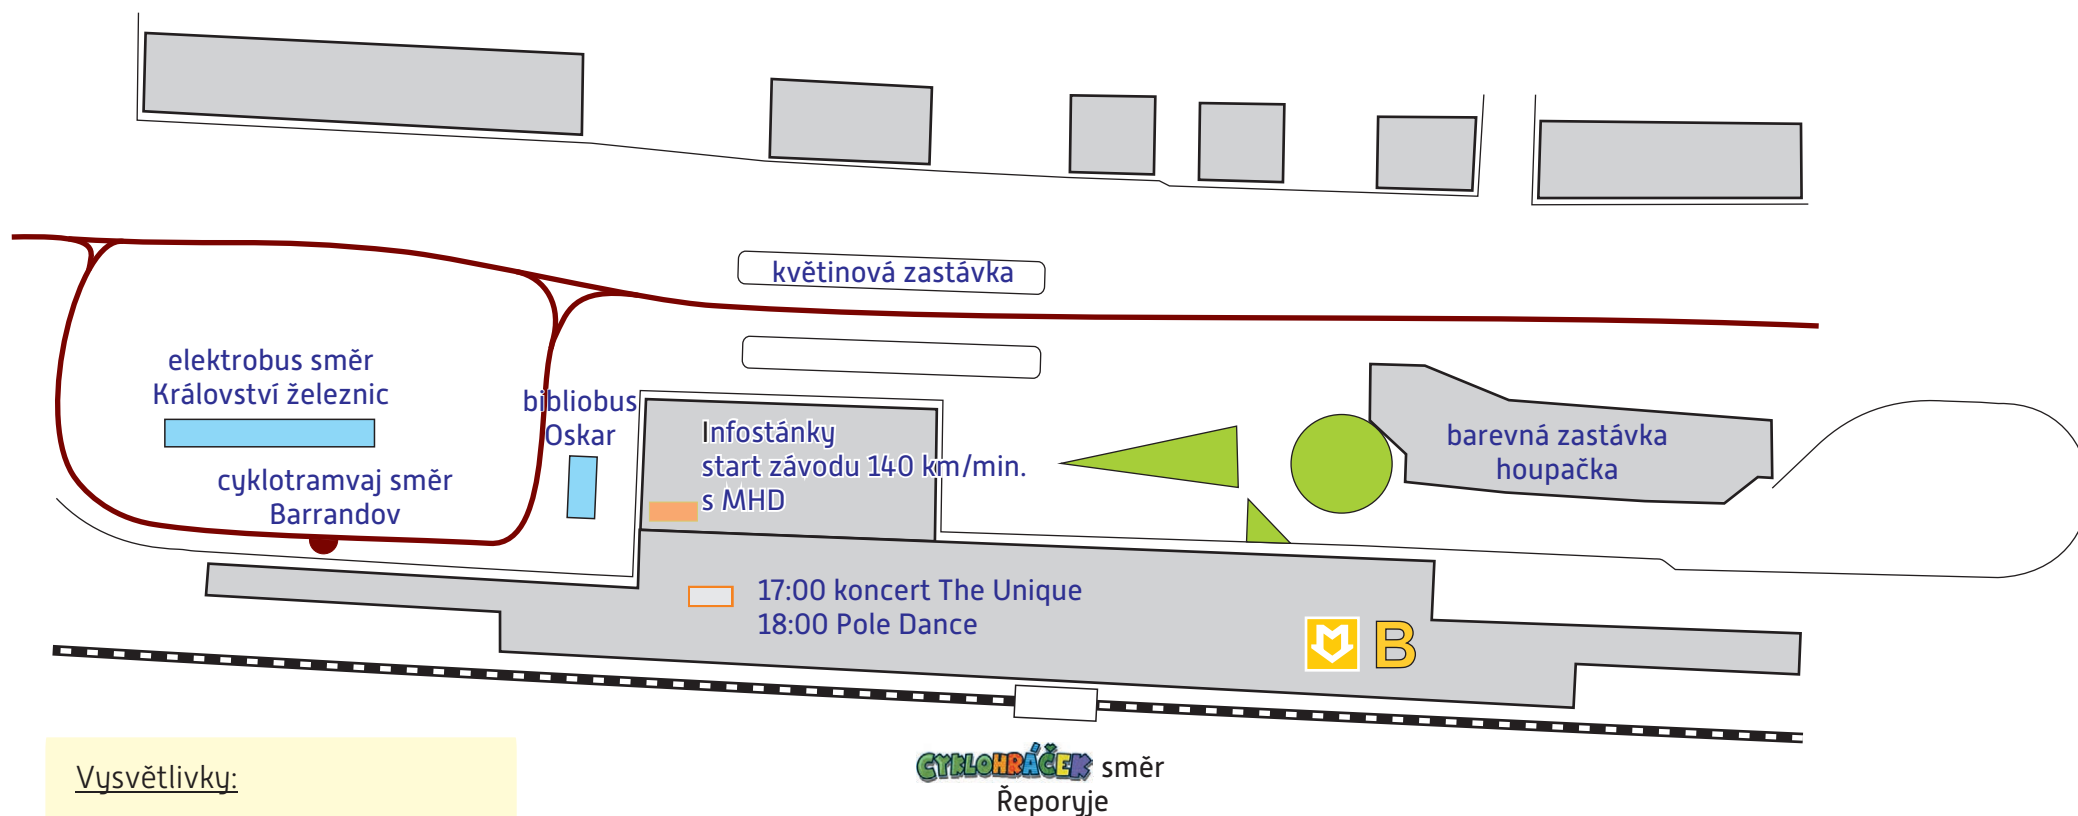 květinová zastávka
elektrobus směr
Království železnic
bibliobus
Oskar
Infostánky
start závodu 140 km/min.
s MHD
barevná zastávka
houpačka
cyklotramvaj směr
Barrandov
17:00 koncert The Unique
18:00 Pole Dance
B
CYKLOHRÁČEK směr
Řeporyje
Vysvětlivky: